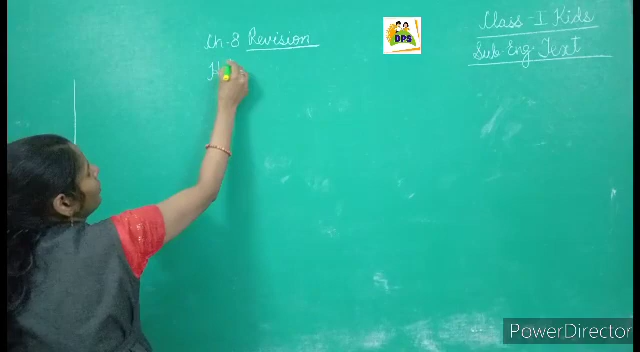 Ch-8 Revision
H
DPS
Class - I Kids
Sub Eng. Text
PowerDirector